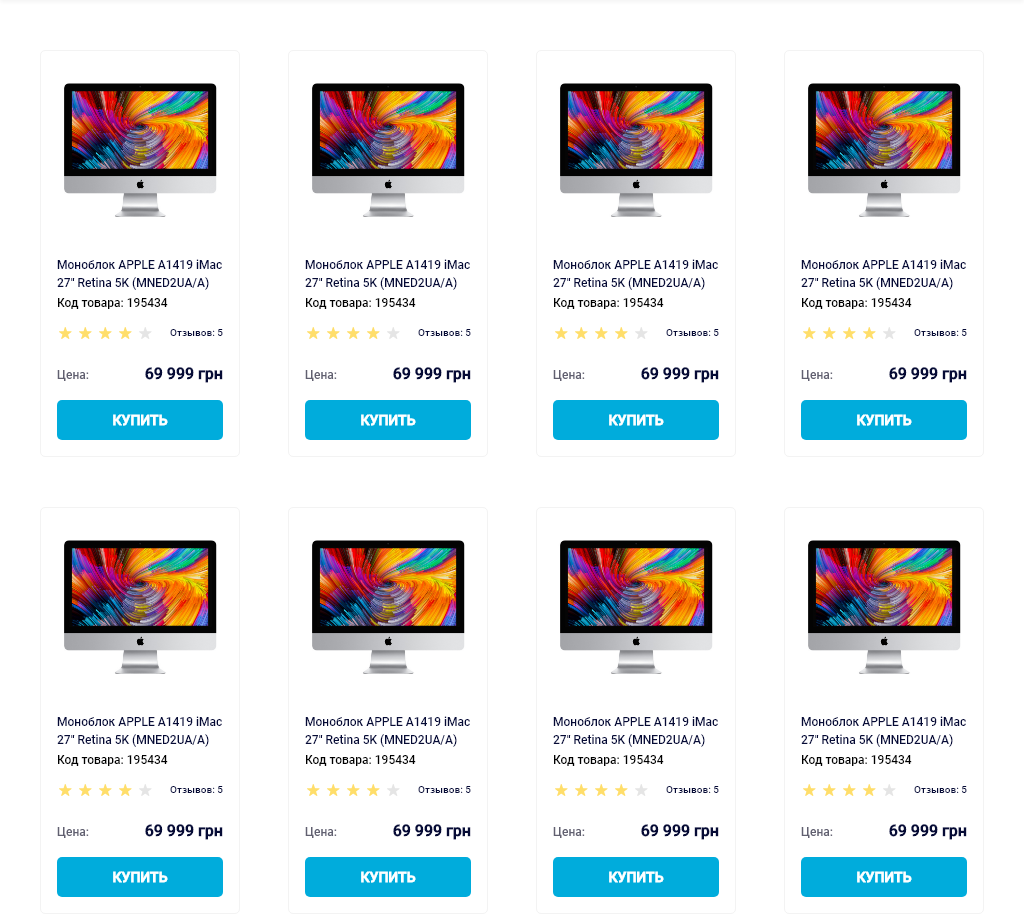 Моноблок APPLE A1419 iMac
27" Retina 5K (MNED2UA/A)
Код товара: 195434
Отзывов: 5
Цена: 69 999 грн
КУПИТЬ
Моноблок APPLE A1419 iMac
27" Retina 5K (MNED2UA/A)
Код товара: 195434
Отзывов: 5
Цена: 69 999 грн
КУПИТЬ
Моноблок APPLE A1419 iMac
27" Retina 5K (MNED2UA/A)
Код товара: 195434
Отзывов: 5
Цена: 69 999 грн
КУПИТЬ
Моноблок APPLE A1419 iMac
27" Retina 5K (MNED2UA/A)
Код товара: 195434
Отзывов: 5
Цена: 69 999 грн
КУПИТЬ
Моноблок APPLE A1419 iMac
27" Retina 5K (MNED2UA/A)
Код товара: 195434
Отзывов: 5
Цена: 69 999 грн
КУПИТЬ
Моноблок APPLE A1419 iMac
27" Retina 5K (MNED2UA/A)
Код товара: 195434
Отзывов: 5
Цена: 69 999 грн
КУПИТЬ
Моноблок APPLE A1419 iMac
27" Retina 5K (MNED2UA/A)
Код товара: 195434
Отзывов: 5
Цена: 69 999 грн
КУПИТЬ
Моноблок APPLE A1419 iMac
27" Retina 5K (MNED2UA/A)
Код товара: 195434
Отзывов: 5
Цена: 69 999 грн
КУПИТЬ